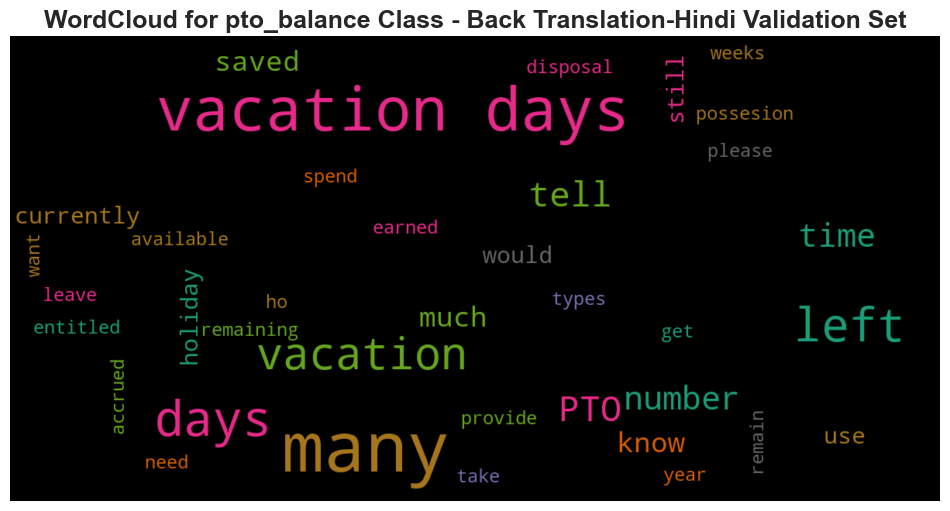 WordCloud for pto_balance Class - Back Translation-Hindi Validation Set
saved
disposal
still
weeks
vacation days
possesion
please
spend
tell
currently
earned
time
want
available
would
leave
holiday
ho
types
entitled
remaining
much
get
left
vacation
accrued
days
many
provide
PTO
number
know
remain
use
need
take
year